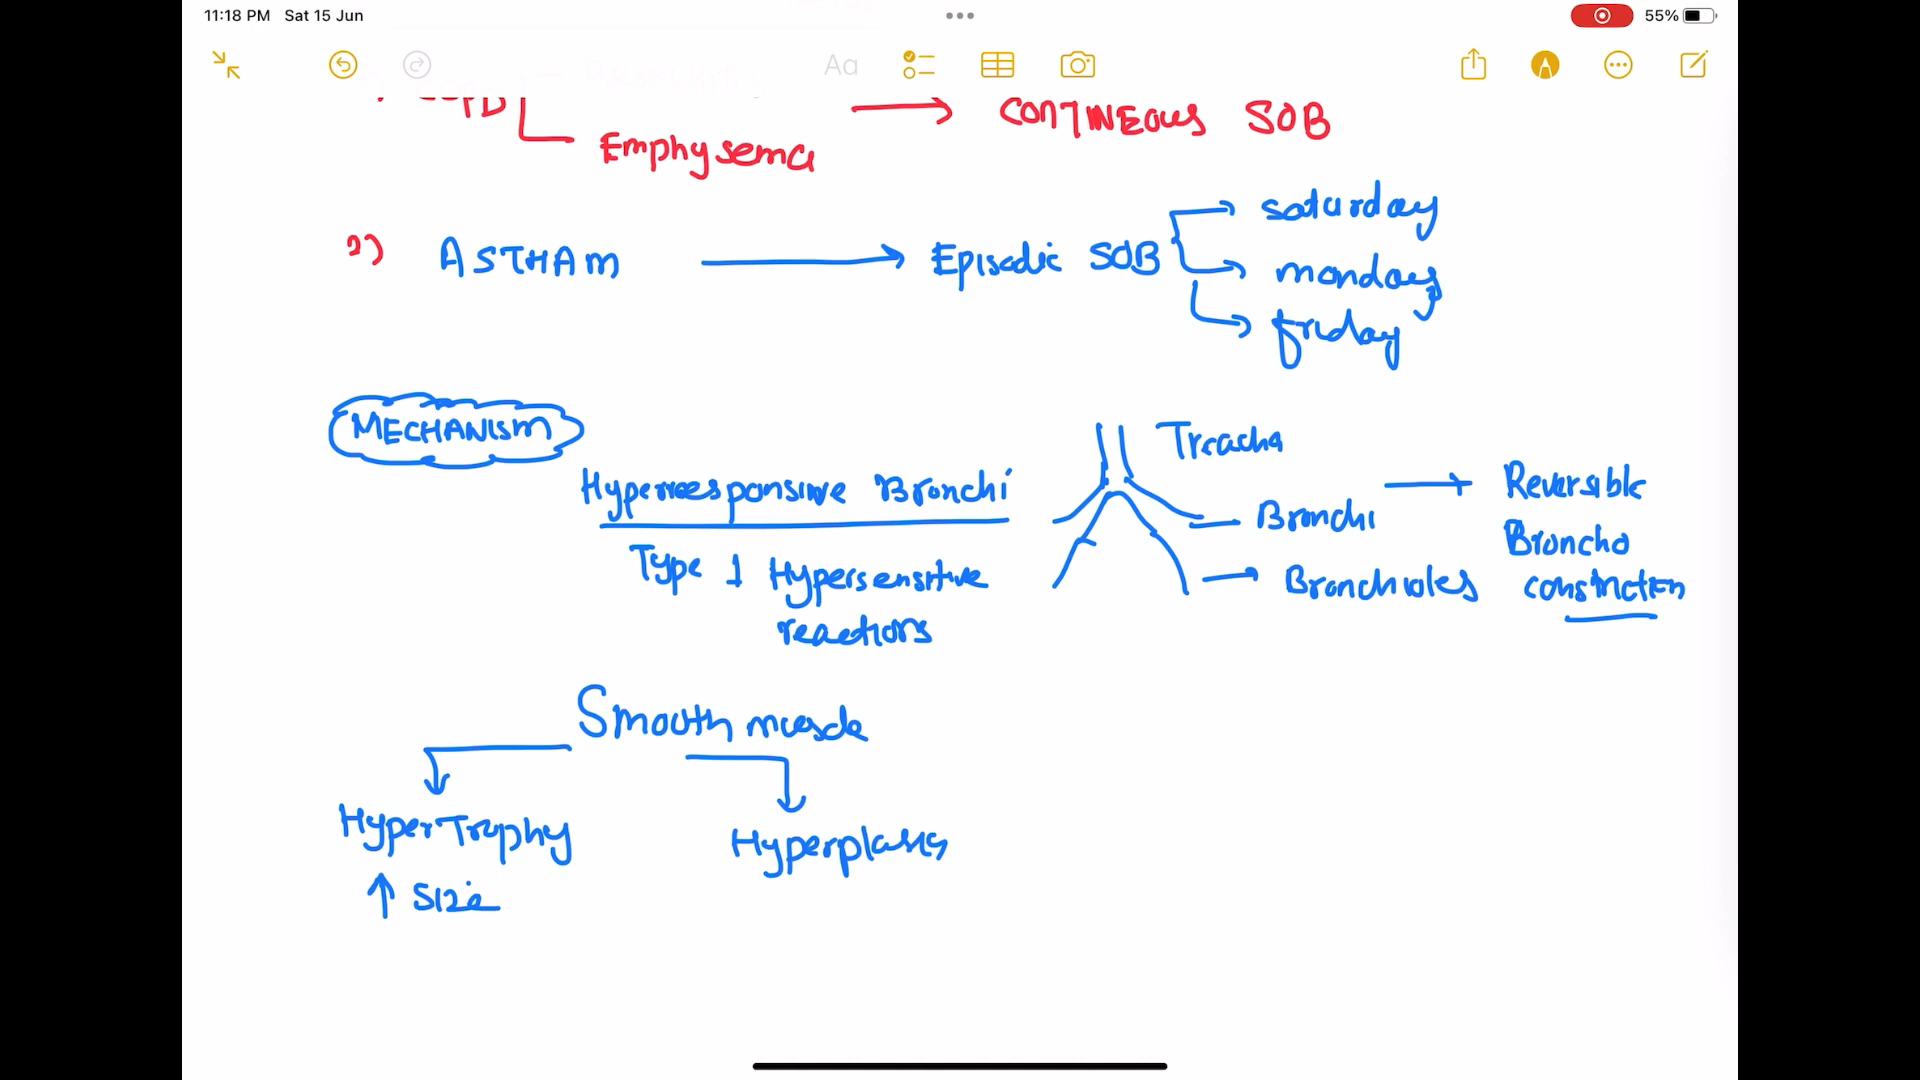 11:18 PM Sat 15 Jun
55%
Aa
CONTINEOUS SOB
Emphysema
2) ASTHAM Episodic SOB
saturday
monday
friday
MECHANISM
Trcacha
Hyperresponsive Bronchi
Bronchi
Reversible
Broncho
constriction
Type 1 Hypersensitive
reactions
Bronchioles
Smooth muscle
HyperTrophy
Hyperplasia
↑ Size